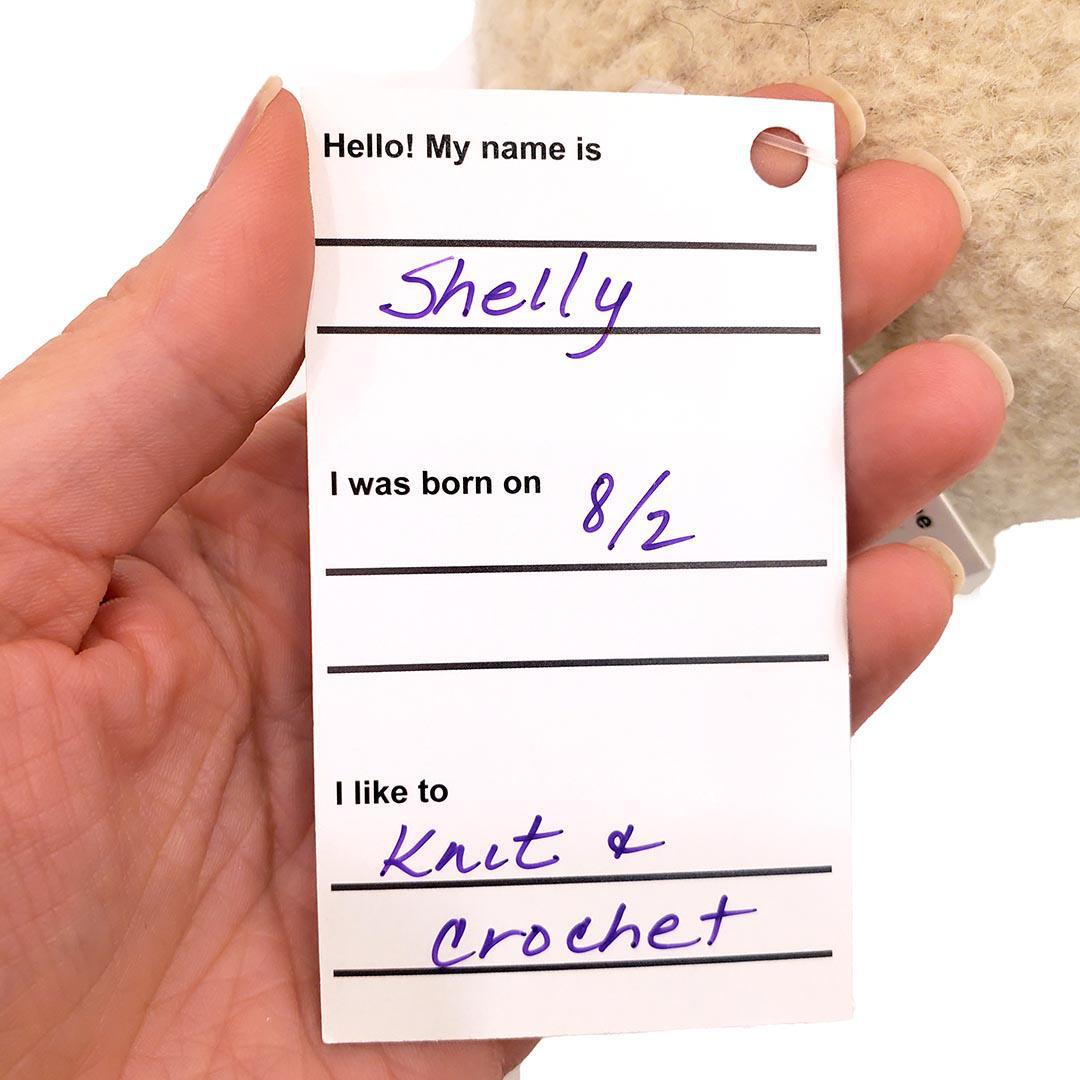 Hello! My name is
Shelly
I was born on 8/2
I like to
Knit &
Crochet